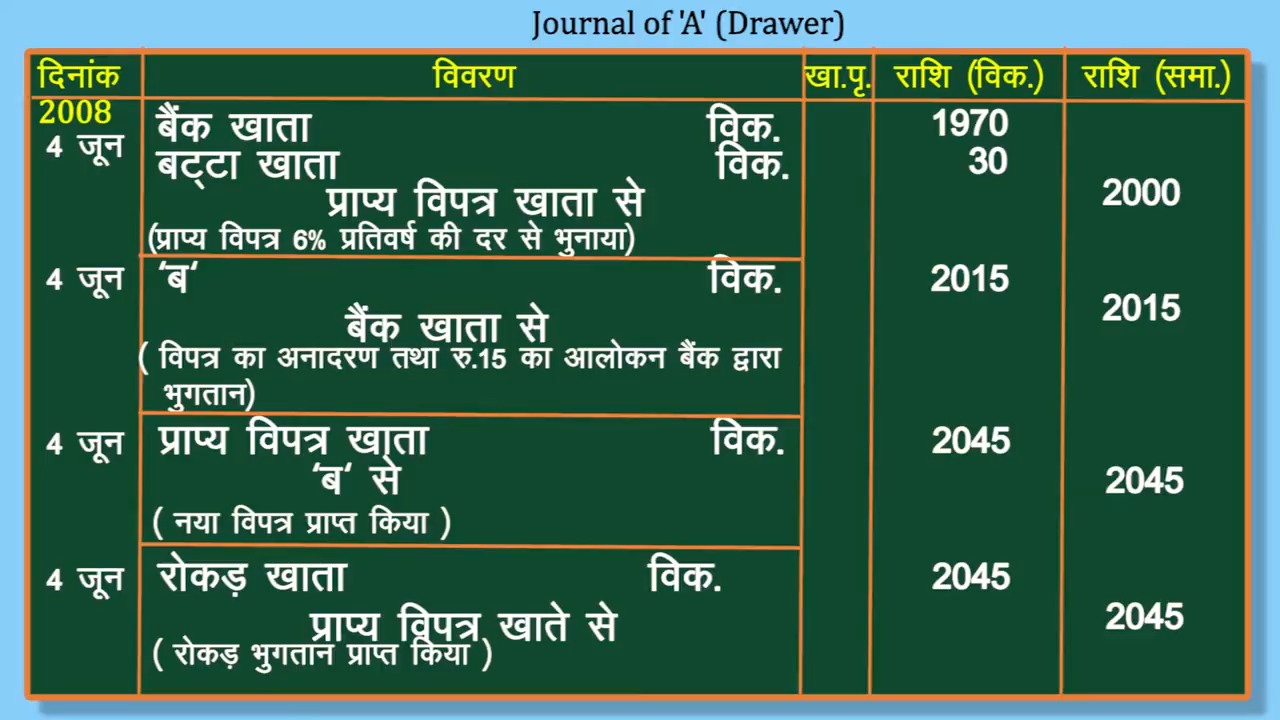 Journal of 'A' (Drawer)
दिनांक विवरण खा.पृ. राशि (विक.) राशि (समा.)
2008
4 जून बैंक खाता विक. 1970
बट्टा खाता विक. 30
प्राप्य विपत्र खाता से 2000
(प्राप्य विपत्र 6% प्रतिवर्ष की दर से भुनाया)
4 जून ‘ब‘ विक. 2015
बैंक खाता से 2015
( विपत्र का अनादरण तथा रु.15 का आलोकन बैंक द्वारा
भुगतान)
4 जून प्राप्य विपत्र खाता विक. 2045
‘ब‘ से 2045
( नया विपत्र प्राप्त किया )
4 जून रोकड़ खाता विक. 2045
प्राप्य विपत्र खाते से 2045
( रोकड़ भुगतान प्राप्त किया )